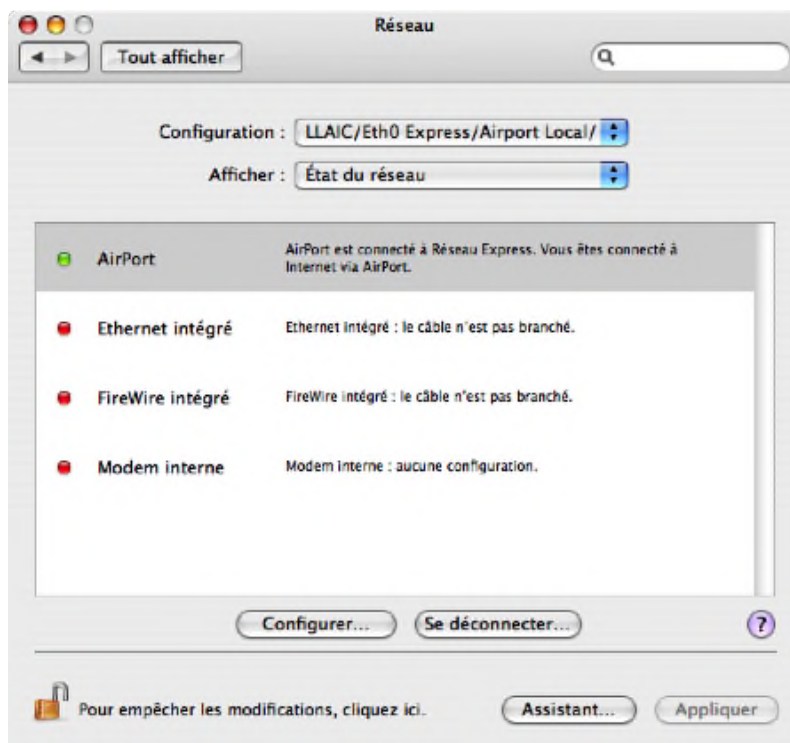 Réseau
Tout afficher
Configuration : LLAIC/Eth0 Express/Airport Local/
Afficher : État du réseau
AirPort
AirPort est connecté à Réseau Express. Vous êtes connecté à
Internet via AirPort.
Ethernet intégré
Ethernet intégré : le câble n'est pas branché.
FireWire intégré
FireWire intégré : le câble n'est pas branché.
Modem interne
Modem interne : aucune configuration.
Configurer... Se déconnecter... ?
Pour empêcher les modifications, cliquez ici. Assistant... Appliquer